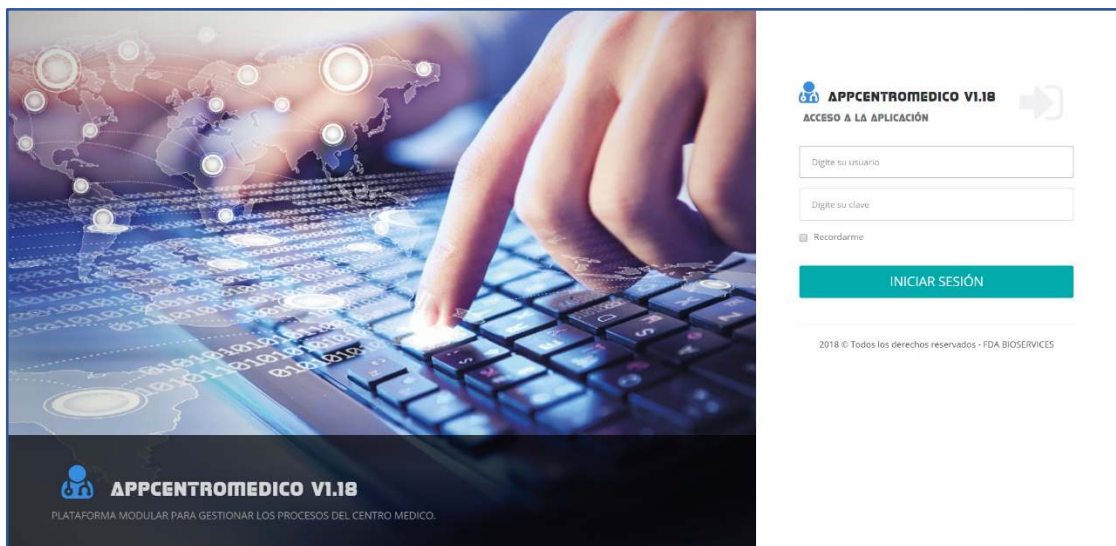 APPCENTROMEDICO V1.18
PLATAFORMA MODULAR PARA GESTIONAR LOS PROCESOS DEL CENTRO MEDICO.
APPCENTROMEDICO V1.18
ACCESO A LA APLICACIÓN
Digite su usuario
Digite su clave
Recordarme
INICIAR SESIÓN
2018 © Todos los derechos reservados - FDA BIOSERVICES